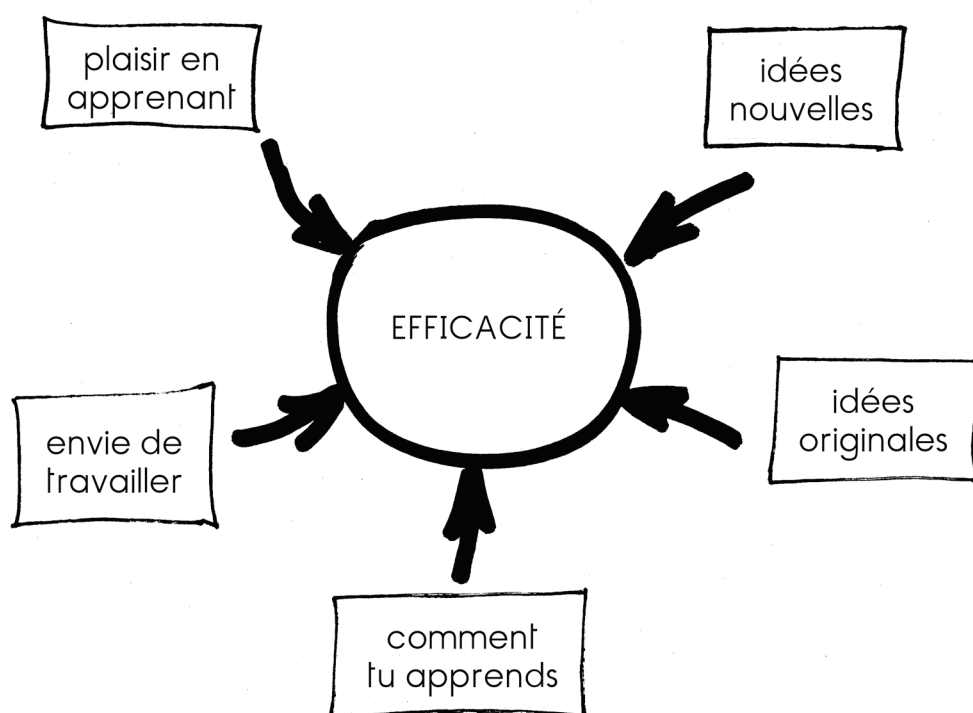 plaisir en
apprenant
idées
nouvelles
EFFICACITÉ
envie de
travailler
idées
originales
comment
tu apprends